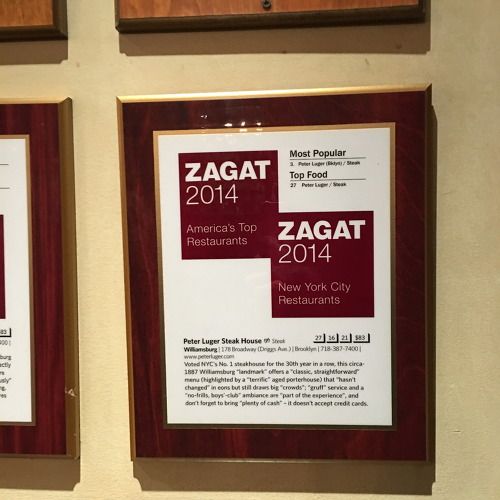 Most Popular
3. Peter Luger (Bklyn) / Steak
Top Food
27 Peter Luger / Steak
ZAGAT
2014
America's Top
Restaurants
ZAGAT
2014
New York City
Restaurants
Peter Luger Steak House Steak 27 16 21 $83
Williamsburg | 178 Broadway (Driggs Ave.) | Brooklyn | 718-387-7400 |
www.peterluger.com
Voted NYC's No. 1 steakhouse for the 30th year in a row, this circa-
1887 Williamsburg "landmark" offers a "classic, straightforward"
menu (highlighted by a "terrific" aged porterhouse) that "hasn't
changed" in eons but still draws big "crowds"; "gruff" service and a
"no-frills, boys'-club" ambiance are "part of the experience", and
don't forget to bring "plenty of cash" – it doesn't accept credit cards.